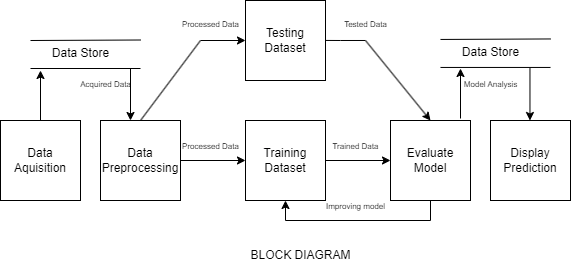 Processed Data
Testing
Dataset
Tested Data
Data Store
Data Store
Acquired Data
Model Analysis
Data
Aquisition
Data
Preprocessing
Processed Data
Training
Dataset
Trained Data
Evaluate
Model
Display
Prediction
Improving model
BLOCK DIAGRAM